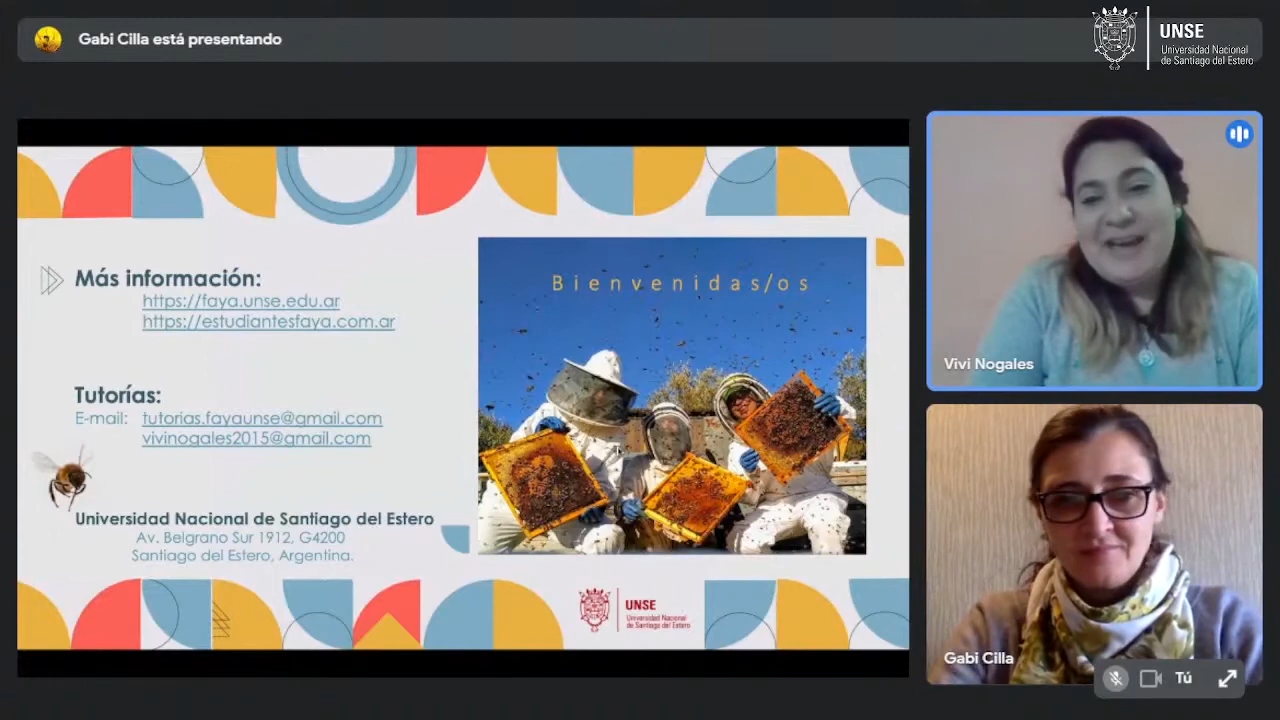 Gabi Cilla está presentando
UNSE
Universidad Nacional
de Santiago del Estero
Más información:
https://faya.unse.edu.ar
https://estudiantesfaya.com.ar
Tutorías:
E-mail: tutorias.fayaunse@gmail.com
vivinogales2015@gmail.com
Universidad Nacional de Santiago del Estero
Av. Belgrano Sur 1912, G4200
Santiago del Estero, Argentina.
Bienvenidas/os
UNSE
Universidad Nacional
de Santiago del Estero
Vivi Nogales
Gabi Cilla
Tú